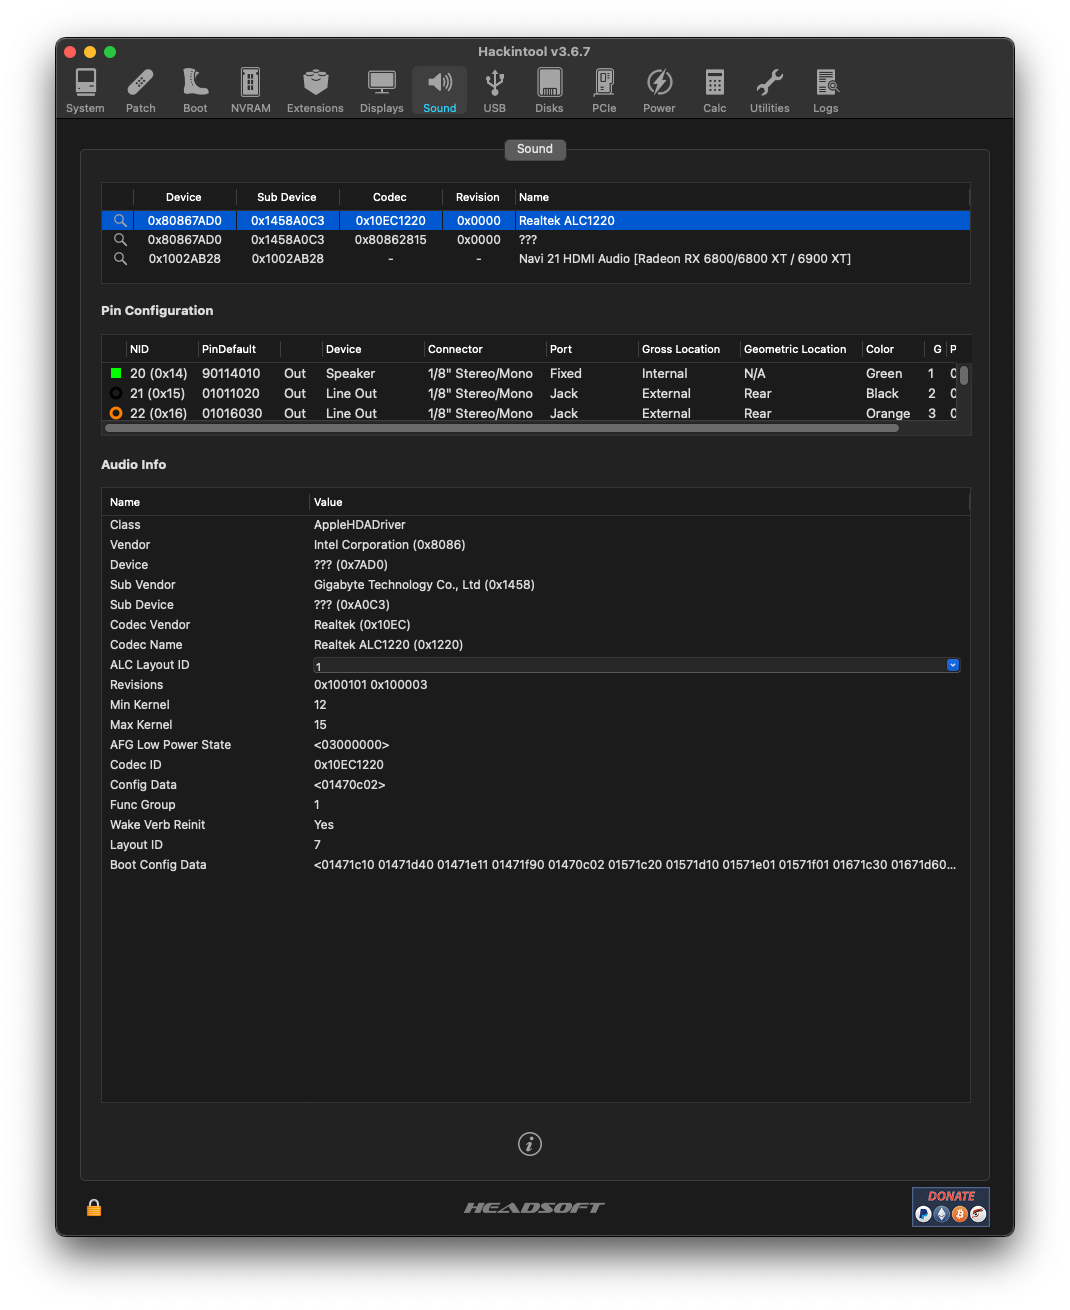 Hackintool v3.6.7
System Patch Boot NVRAM Extensions Displays Sound USB Disks PCIe Power Calc Utilities Logs
Sound
Device Sub Device Codec Revision Name
0x80867AD0 0x1458A0C3 0x10EC1220 0x0000 Realtek ALC1220
0x80867AD0 0x1458A0C3 0x80862815 0x0000 ???
0x1002AB28 0x1002AB28 - - Navi 21 HDMI Audio [Radeon RX 6800/6800 XT / 6900 XT]
Pin Configuration
NID PinDefault Device Connector Port Gross Location Geometric Location Color G P
20 (0x14) 90114010 Out Speaker 1/8" Stereo/Mono Fixed Internal N/A Green 1
21 (0x15) 01011020 Out Line Out 1/8" Stereo/Mono Jack External Rear Black 2
22 (0x16) 01016030 Out Line Out 1/8" Stereo/Mono Jack External Rear Orange 3
Audio Info
Name Value
Class AppleHDADriver
Vendor Intel Corporation (0x8086)
Device ??? (0x7AD0)
Sub Vendor Gigabyte Technology Co., Ltd (0x1458)
Sub Device ??? (0xA0C3)
Codec Vendor Realtek (0x10EC)
Codec Name Realtek ALC1220 (0x1220)
ALC Layout ID 1
Revisions 0x100101 0x100003
Min Kernel 12
Max Kernel 15
AFG Low Power State <03000000>
Codec ID 0x10EC1220
Config Data <01470c02>
Func Group 1
Wake Verb Reinit Yes
Layout ID 7
Boot Config Data <01471c10 01471d40 01471e11 01471f90 01470c02 01571c20 01571d10 01571e01 01571f01 01671c30 01671d60...
HEADSOFT
DONATE